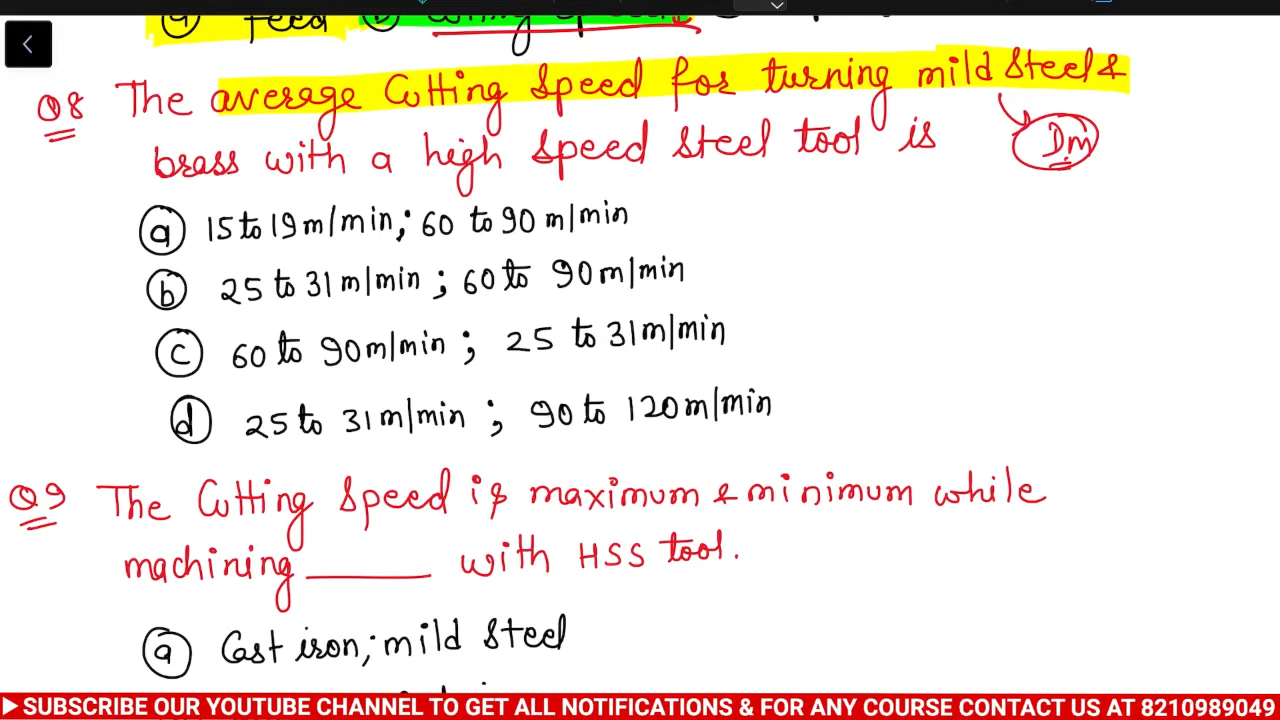 a feed
Q8 The average Cutting Speed for turning mild Steel &
brass with a high speed steel tool is
Dm
a 15 to 19 m/min; 60 to 90 m/min
b 25 to 31 m/min; 60 to 90 m/min
c 60 to 90 m/min; 25 to 31 m/min
d 25 to 31 m/min; 90 to 120 m/min
Q9 The Cutting Speed is maximum & minimum while
machining ______ with HSS tool.
a Cast iron; mild steel
▶ SUBSCRIBE OUR YOUTUBE CHANNEL TO GET ALL NOTIFICATIONS & FOR ANY COURSE CONTACT US AT 8210989049